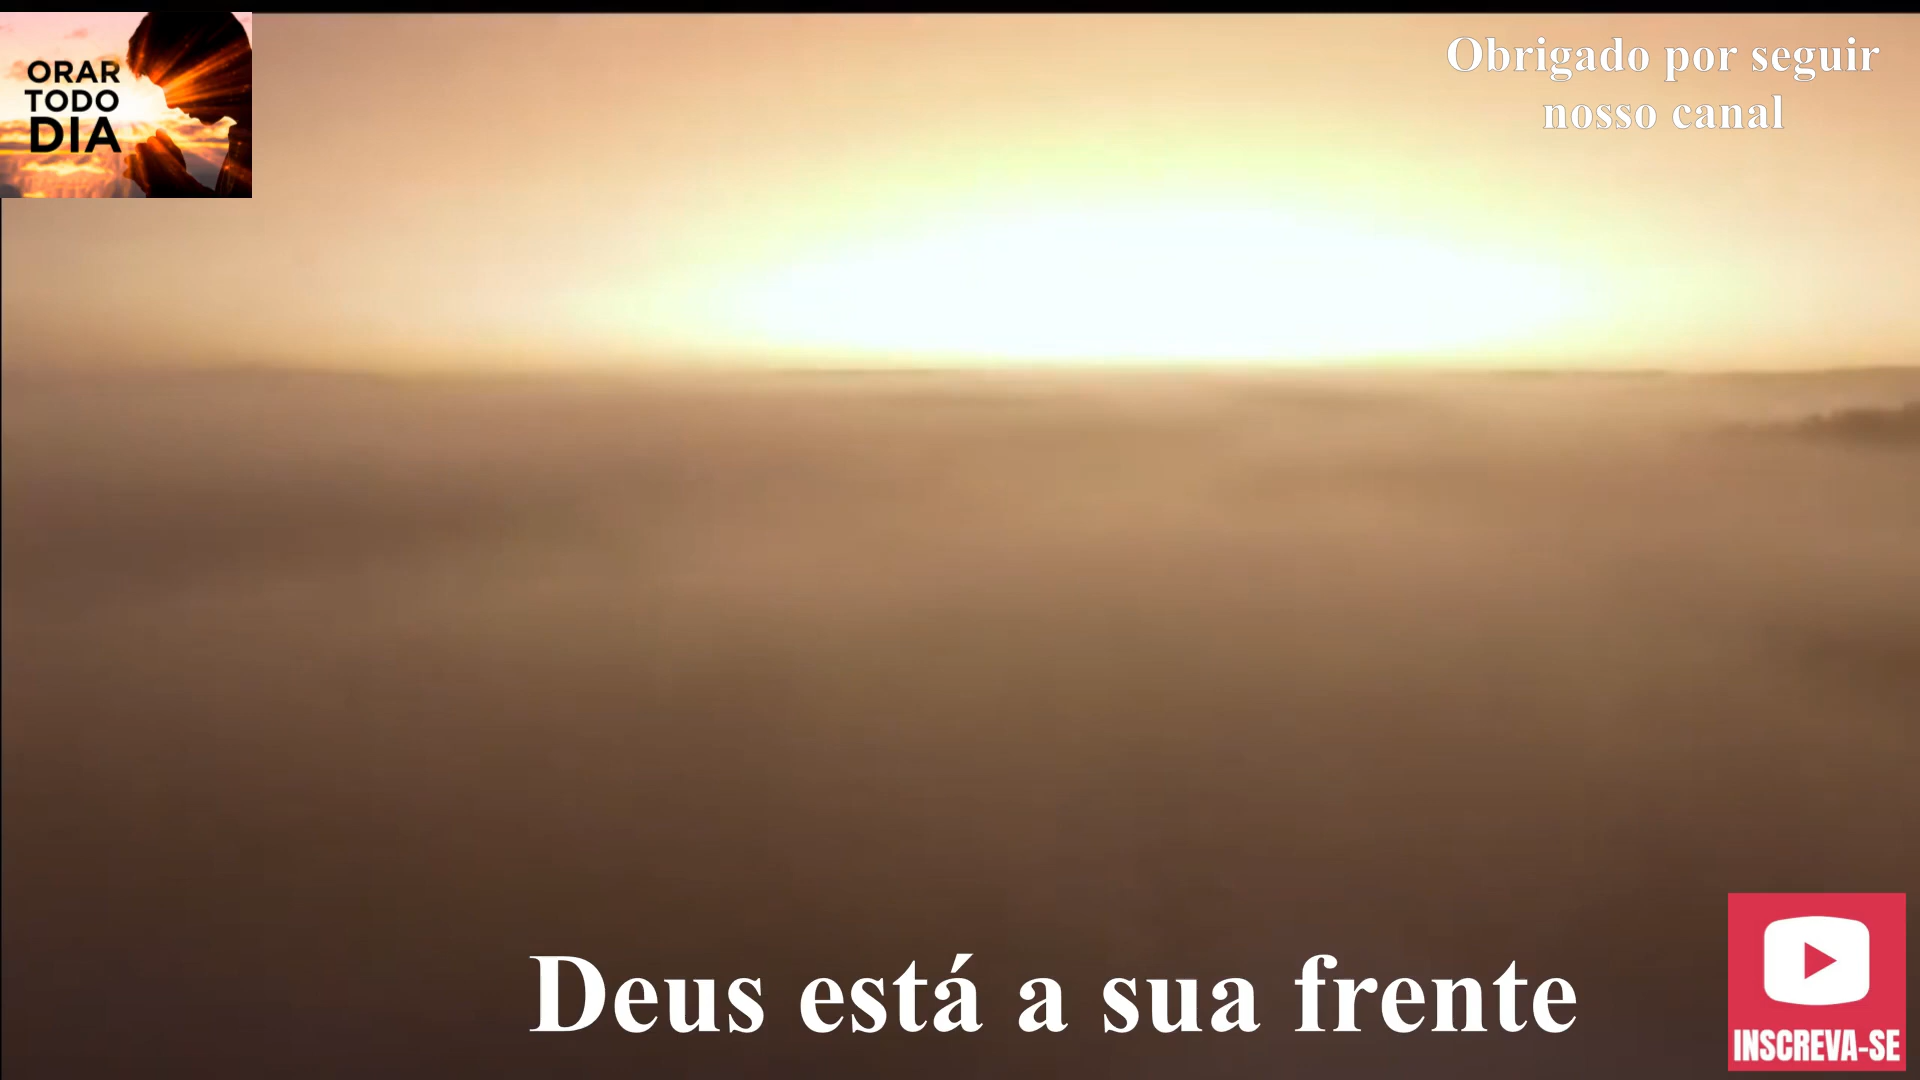 ORAR
TODO
DIA
Obrigado por seguir
nosso canal
Deus está a sua frente
INSCREVA-SE